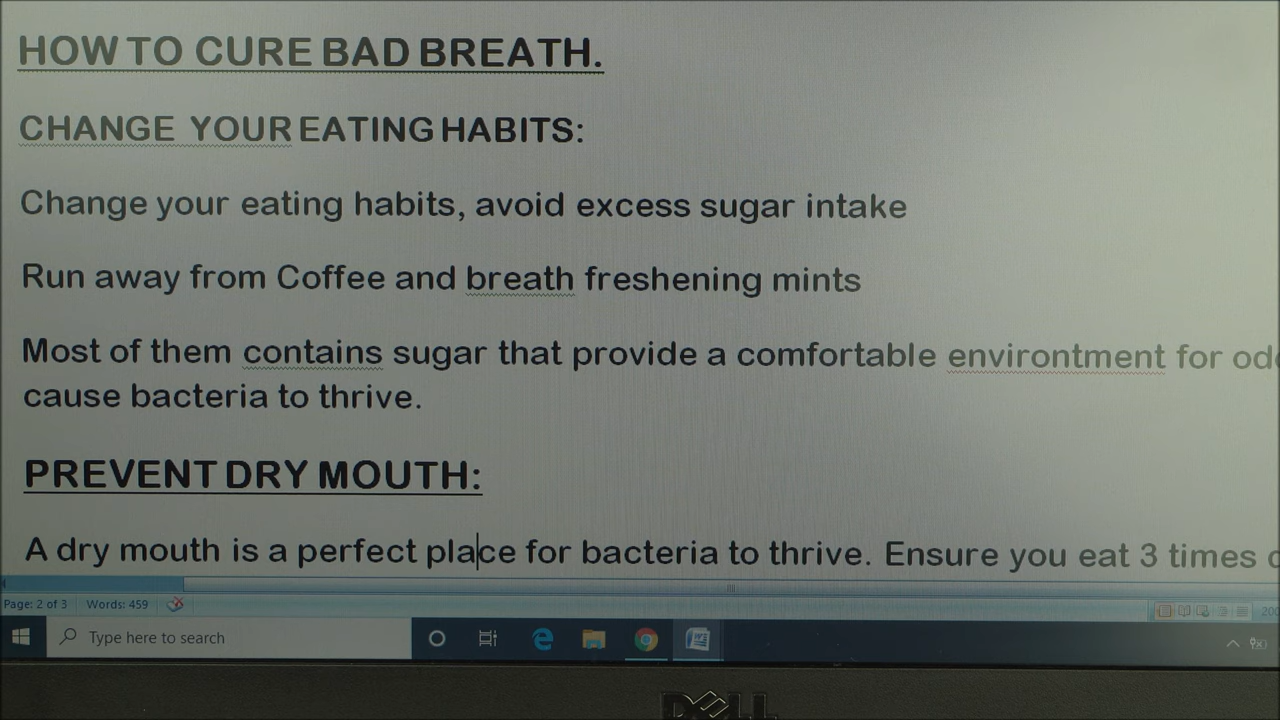 HOW TO CURE BAD BREATH.
CHANGE YOUR EATING HABITS:
Change your eating habits, avoid excess sugar intake
Run away from Coffee and breath freshening mints
Most of them contains sugar that provide a comfortable environtment for
cause bacteria to thrive.
PREVENT DRY MOUTH:
A dry mouth is a perfect place for bacteria to thrive. Ensure you eat 3 times
Page: 2 of 3 Words: 459
Type here to search
DELL